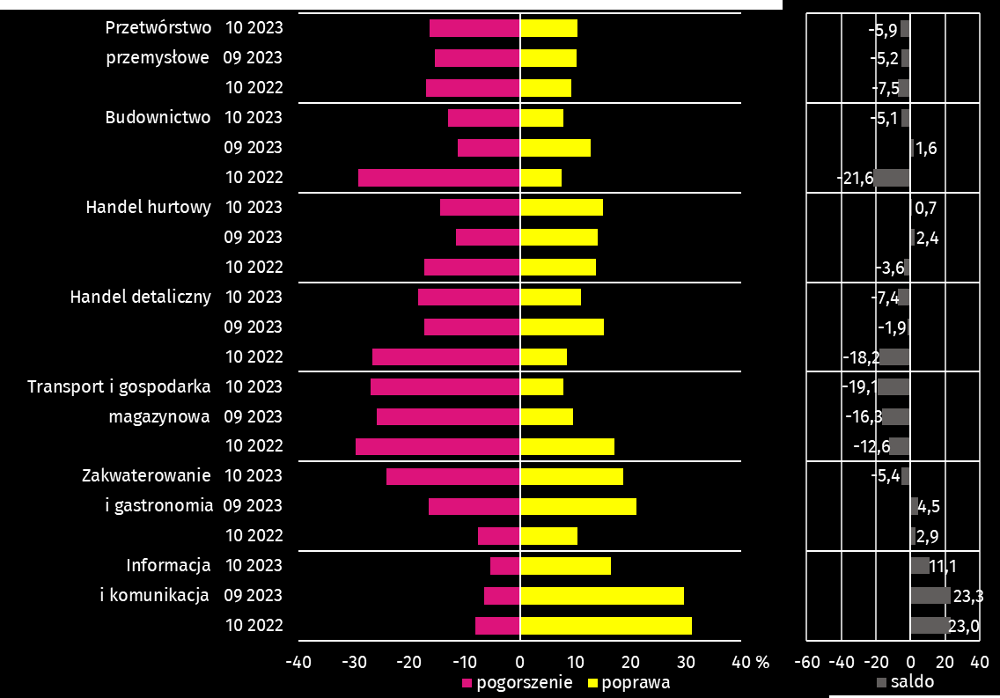 Przetwórstwo 10 2023 -5,9
przemysłowe 09 2023 -5,2
10 2022 -7,5
Budownictwo 10 2023 -5,1
09 2023 1,6
10 2022 -21,6
Handel hurtowy 10 2023 0,7
09 2023 2,4
10 2022 -3,6
Handel detaliczny 10 2023 -7,4
09 2023 -1,9
10 2022 -18,2
Transport i gospodarka 10 2023 -19,1
magazynowa 09 2023 -16,3
10 2022 -12,6
Zakwaterowanie 10 2023 -5,4
i gastronomia 09 2023 4,5
10 2022 2,9
Informacja 10 2023 11,1
i komunikacja 09 2023 23,3
10 2022 23,0
-40 -30 -20 -10 0 10 20 30 40 % -60 -40 -20 0 20 40
pogorszenie poprawa saldo